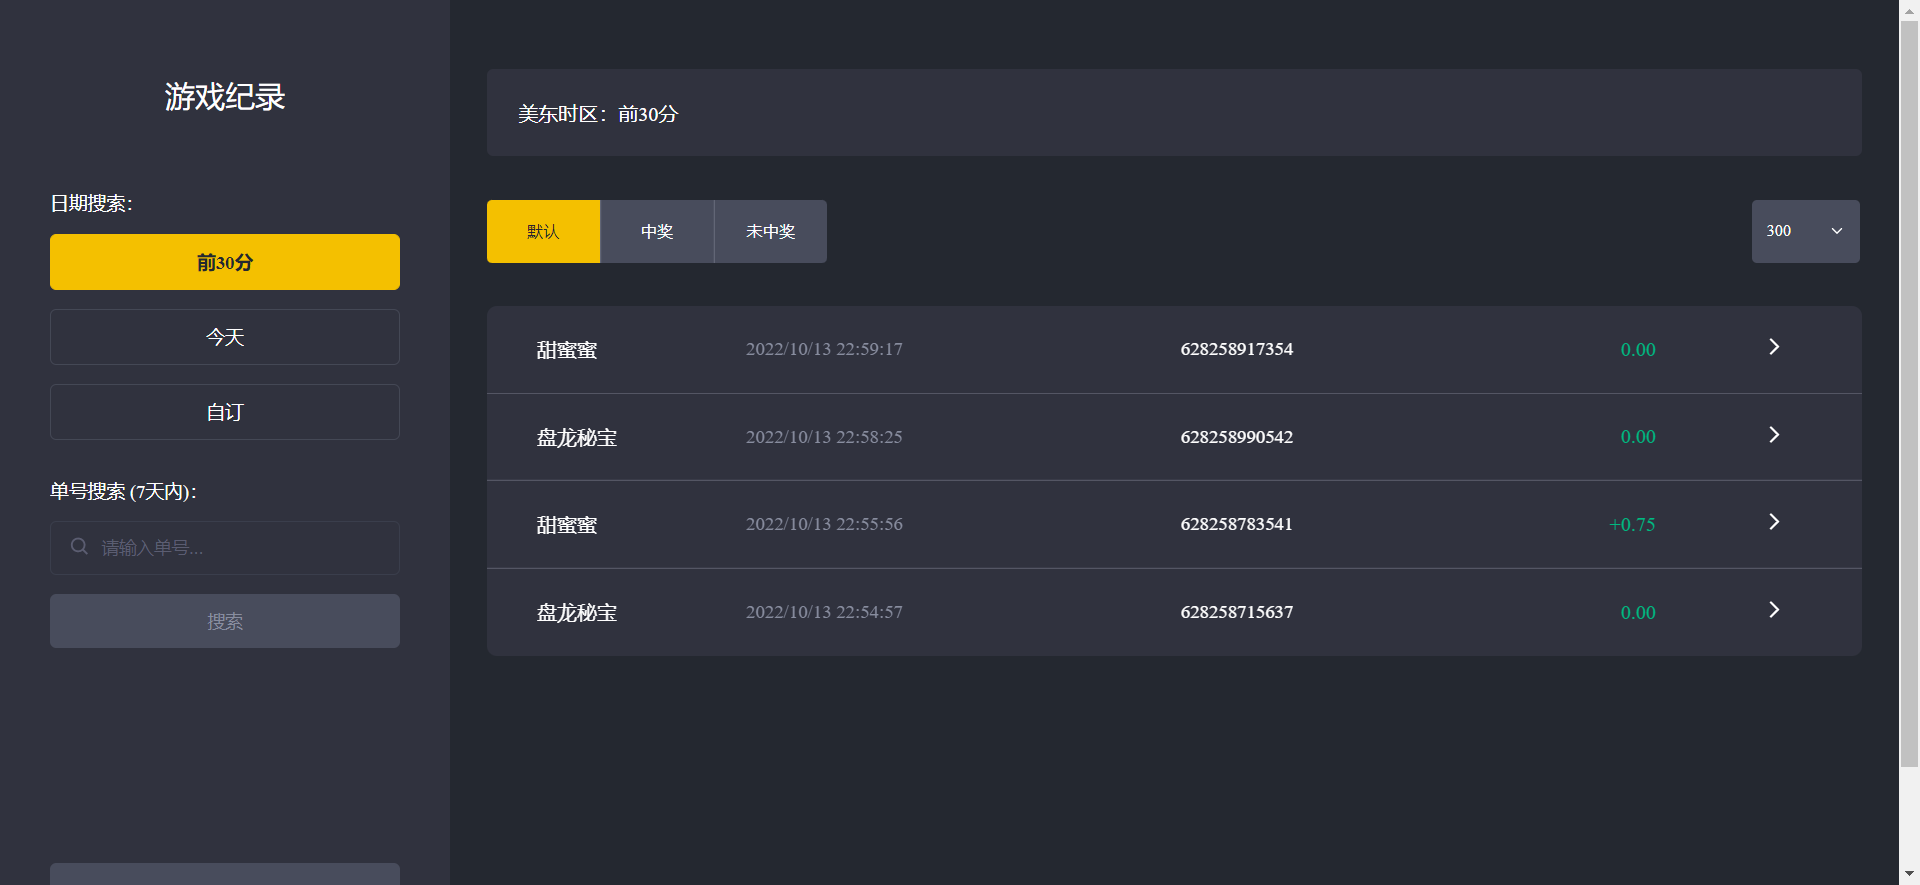 游戏纪录
日期搜索：
前30分
今天
自订
单号搜索 (7天内)：
请输入单号...
搜索
美东时区：前30分
默认 中奖 未中奖 300
甜蜜蜜 2022/10/13 22:59:17 628258917354 0.00
盘龙秘宝 2022/10/13 22:58:25 628258990542 0.00
甜蜜蜜 2022/10/13 22:55:56 628258783541 +0.75
盘龙秘宝 2022/10/13 22:54:57 628258715637 0.00